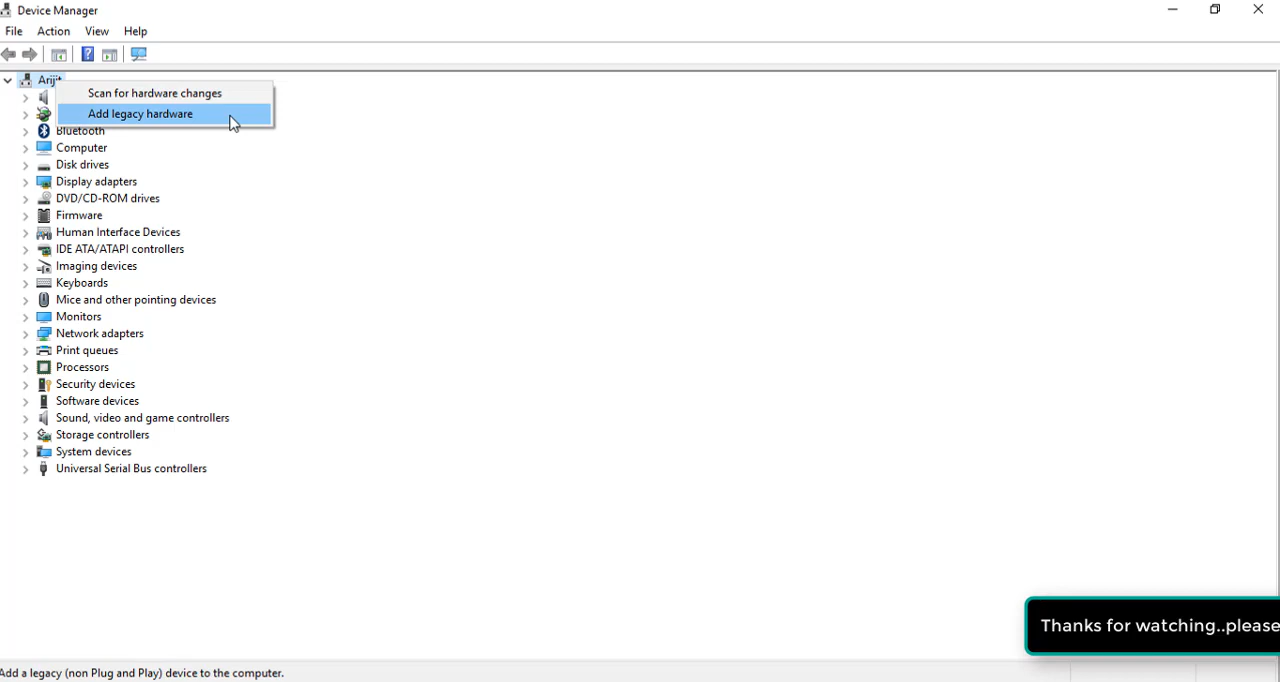 Device Manager
File Action View Help
Arijit
Scan for hardware changes
Add legacy hardware
Bluetooth
Computer
Disk drives
Display adapters
DVD/CD-ROM drives
Firmware
Human Interface Devices
IDE ATA/ATAPI controllers
Imaging devices
Keyboards
Mice and other pointing devices
Monitors
Network adapters
Print queues
Processors
Security devices
Software devices
Sound, video and game controllers
Storage controllers
System devices
Universal Serial Bus controllers
Thanks for watching..please
Add a legacy (non Plug and Play) device to the computer.